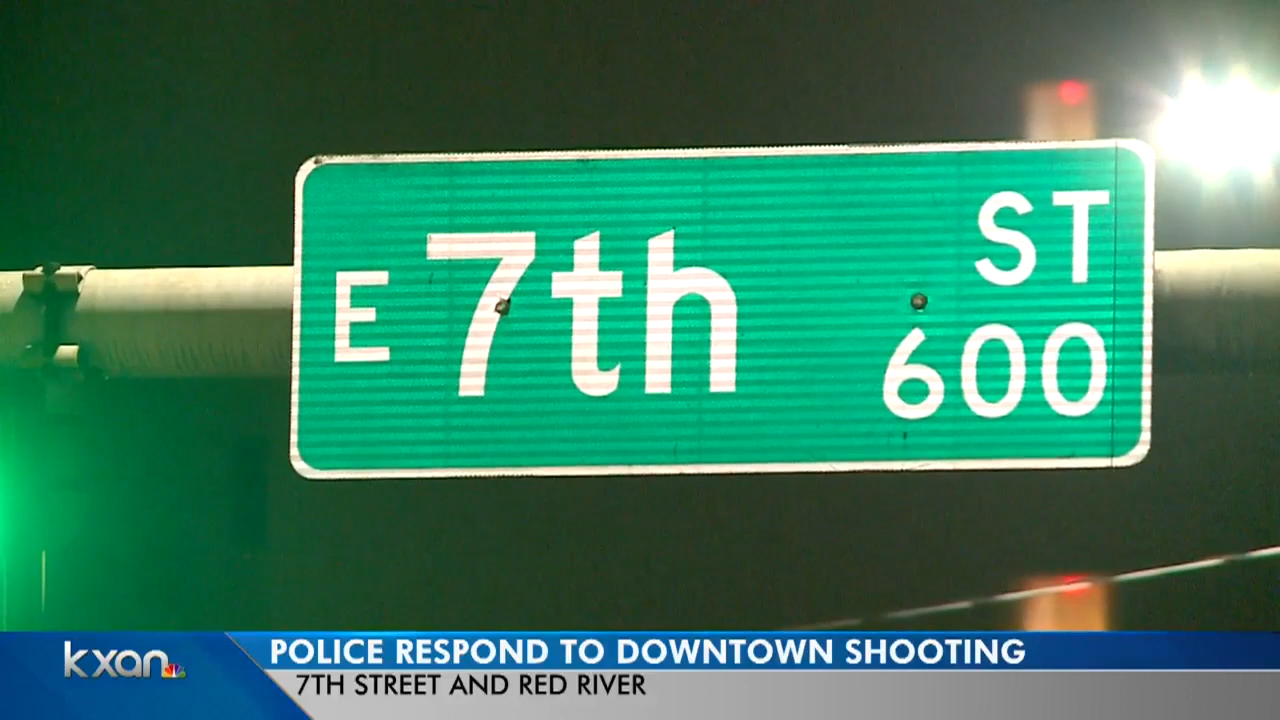 E 7th ST
600
kxan
POLICE RESPOND TO DOWNTOWN SHOOTING
7TH STREET AND RED RIVER